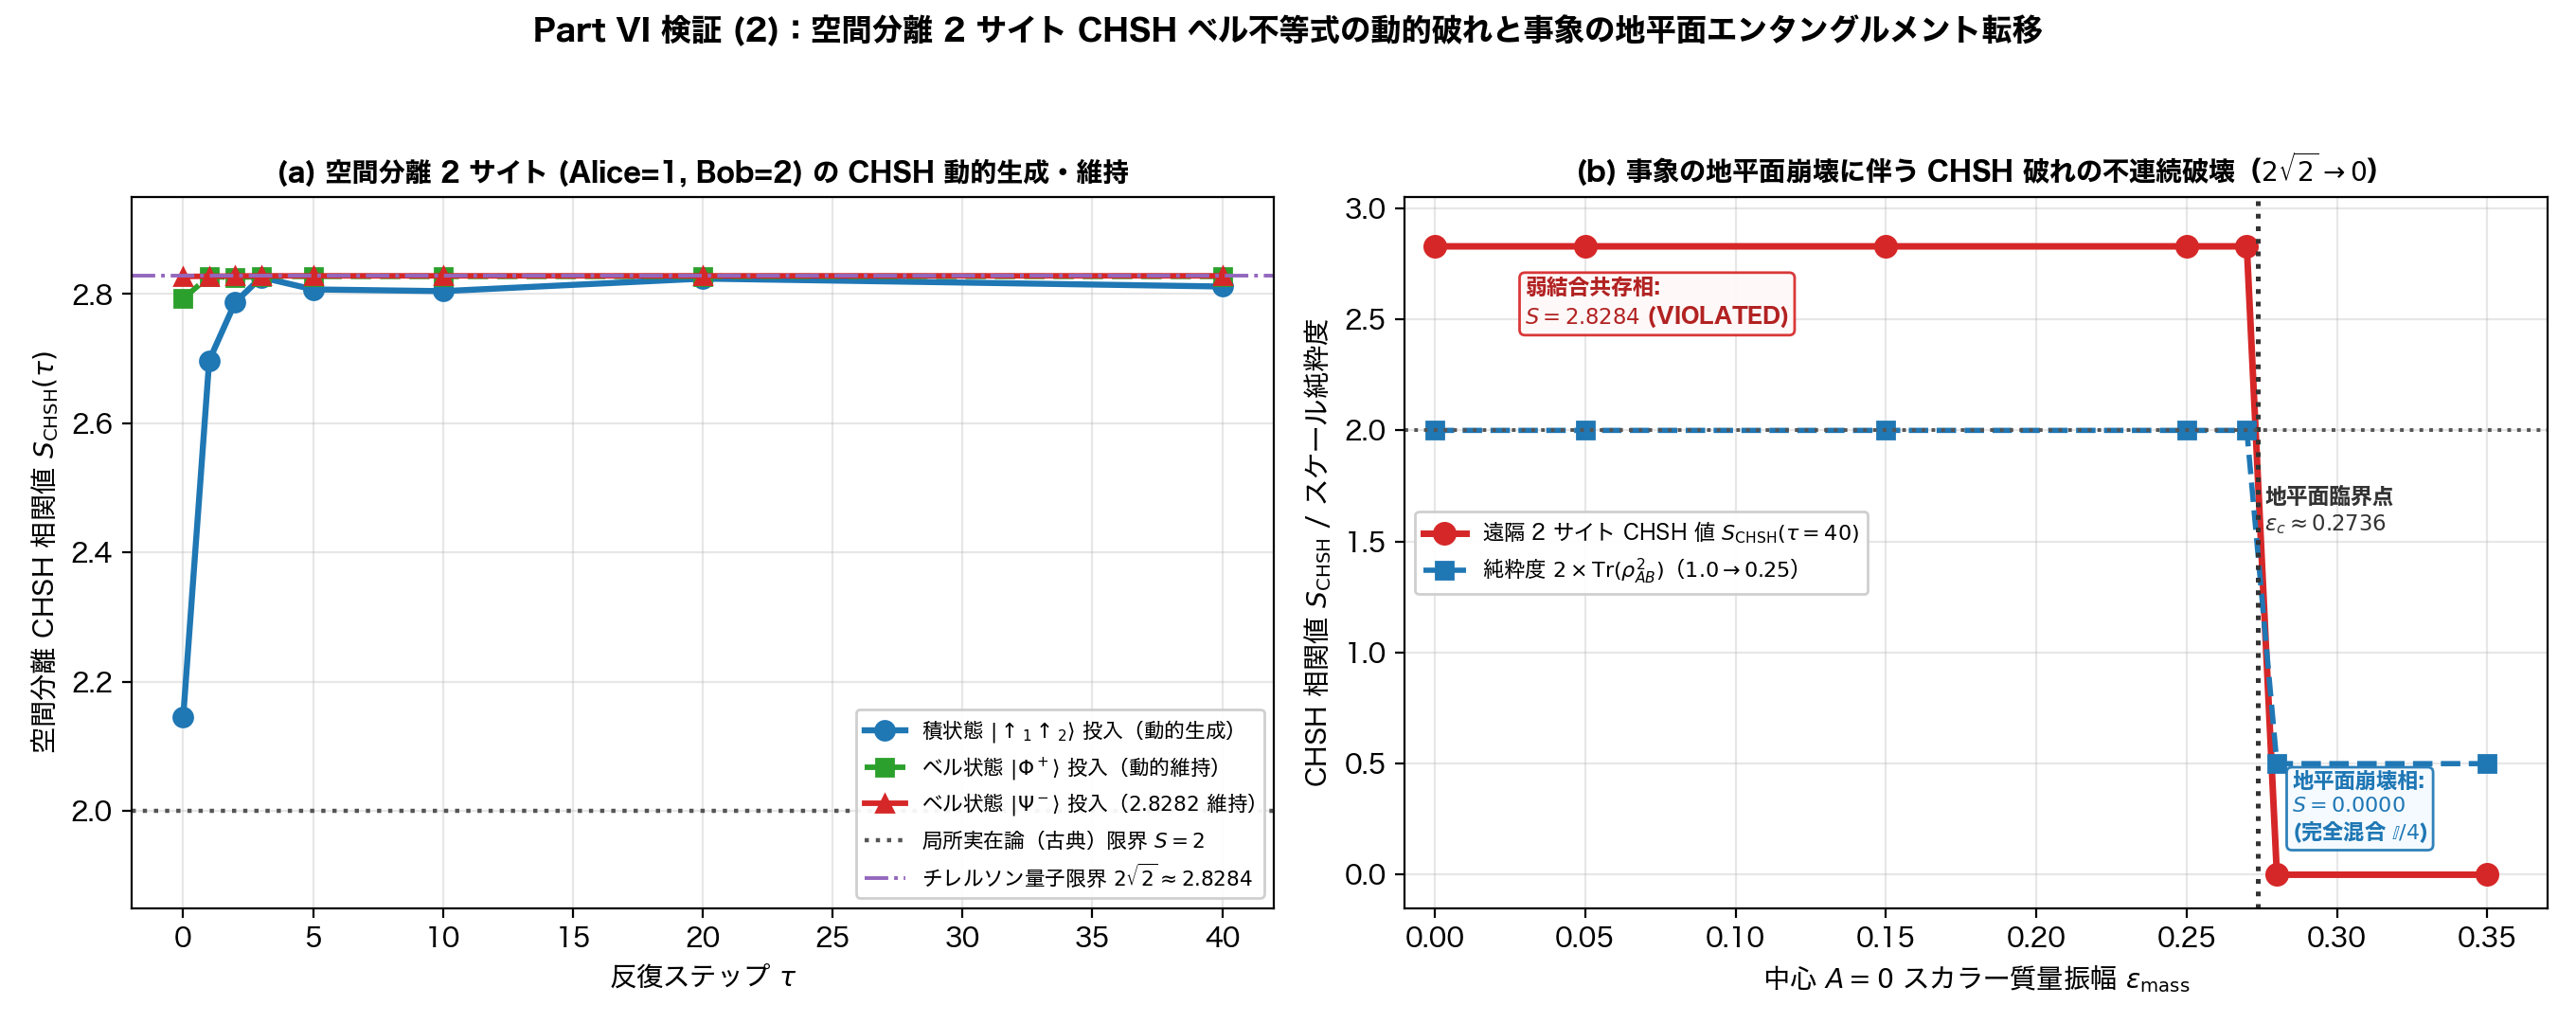 Part VI 検証 (2)：空間分離 2 サイト CHSH ベル不等式の動的破れと事象の地平面エンタングルメント転移
(a) 空間分離 2 サイト (Alice=1, Bob=2) の CHSH 動的生成・維持
空間分離 CHSH 相関値 S_CHSH(τ)
2.8
2.6
2.4
2.2
2.0
0 5 10 15 20 25 30 35 40
反復ステップ τ
積状態 |↑₁↑₂⟩ 投入（動的生成）
ベル状態 |Φ⁺⟩ 投入（動的維持）
ベル状態 |Ψ⁻⟩ 投入（2.8282 維持）
局所実在論（古典）限界 S = 2
チレルソン量子限界 2√2 ≈ 2.8284
(b) 事象の地平面崩壊に伴う CHSH 破れの不連続破壊（2√2 → 0）
CHSH 相関値 S_CHSH / スケール純粋度
3.0
2.5
2.0
1.5
1.0
0.5
0.0
弱結合共存相:
S = 2.8284 (VIOLATED)
地平面臨界点
ε_c ≈ 0.2736
遠隔 2 サイト CHSH 値 S_CHSH(τ = 40)
純粋度 2 × Tr(ρ²_AB)（1.0 → 0.25）
地平面崩壊相:
S = 0.0000
(完全混合 𝕀/4)
0.00 0.05 0.10 0.15 0.20 0.25 0.30 0.35
中心 A = 0 スカラー質量振幅 ε_mass